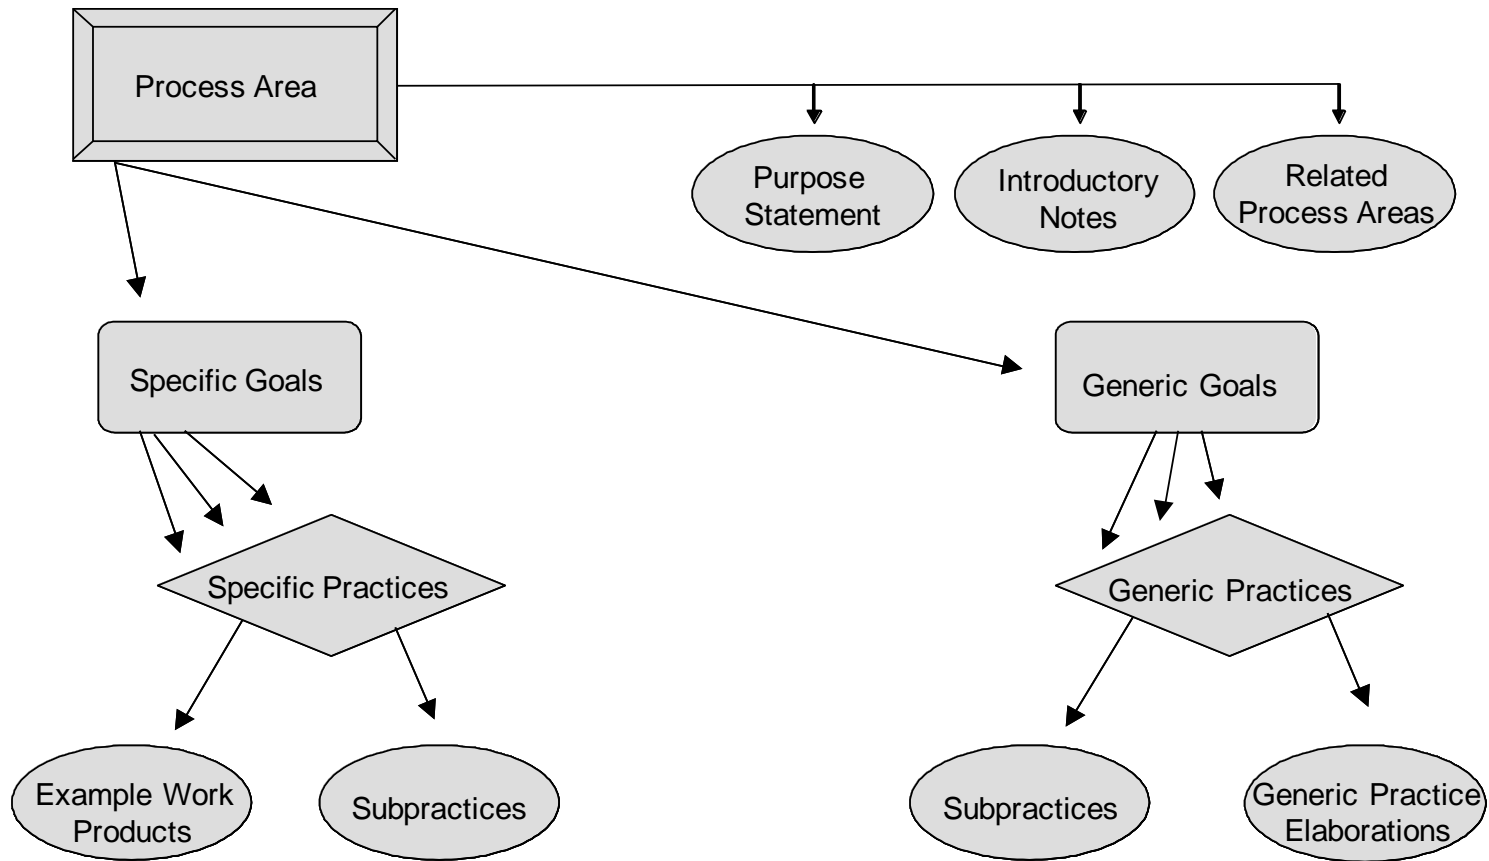 Process Area
Purpose
Statement
Introductory
Notes
Related
Process Areas
Specific Goals
Generic Goals
Specific Practices
Generic Practices
Example Work
Products
Subpractices
Subpractices
Generic Practice
Elaborations